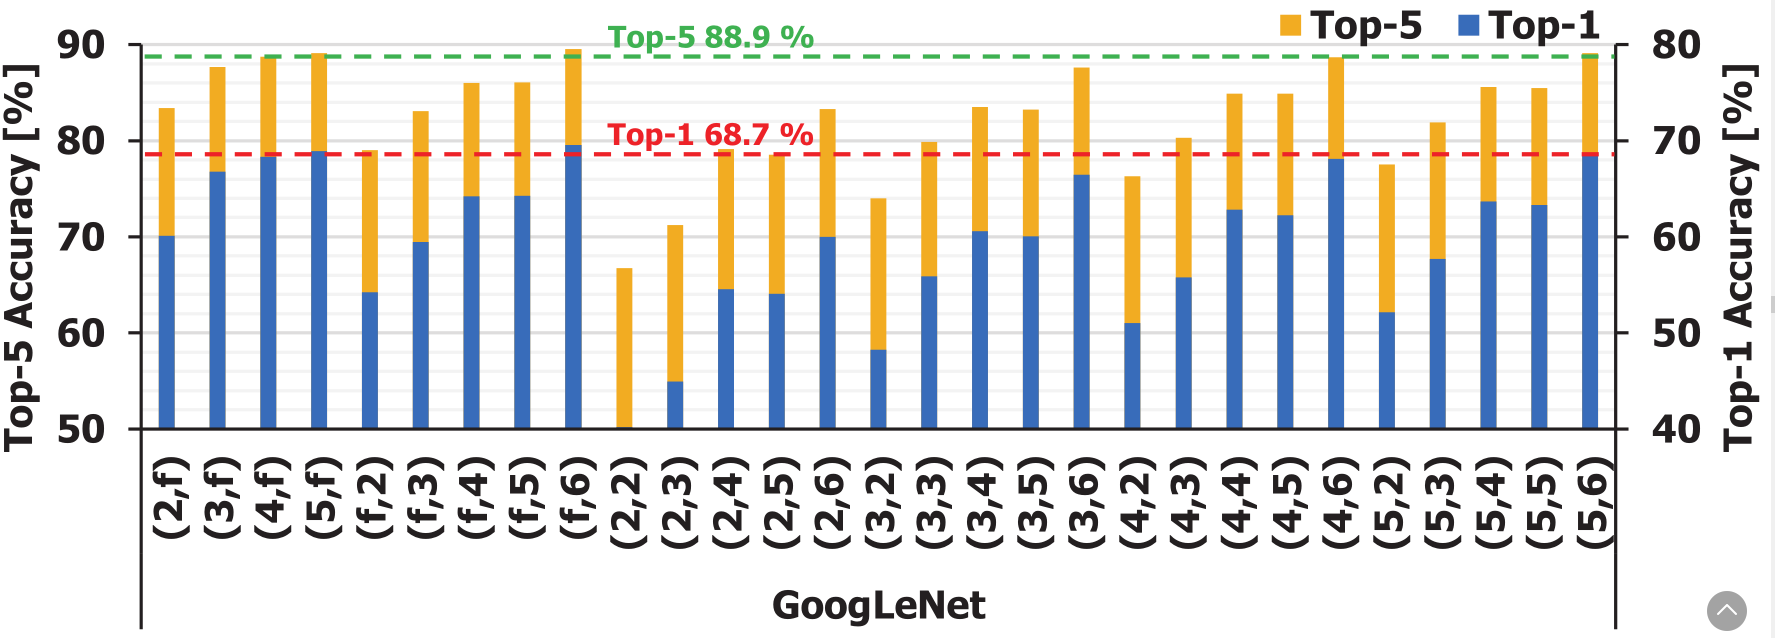 Top-5 Top-1
Top-5 88.9 %
Top-1 68.7 %
Top-5 Accuracy [%]
90
80
70
60
50
80
70
60
50
40
Top-1 Accuracy [%]
(2,f) (3,f) (4,f) (5,f) (f,2) (f,3) (f,4) (f,5) (f,6) (2,2) (2,3) (2,4) (2,5) (2,6) (3,2) (3,3) (3,4) (3,5) (3,6) (4,2) (4,3) (4,4) (4,5) (4,6) (5,2) (5,3) (5,4) (5,5) (5,6)
GoogLeNet